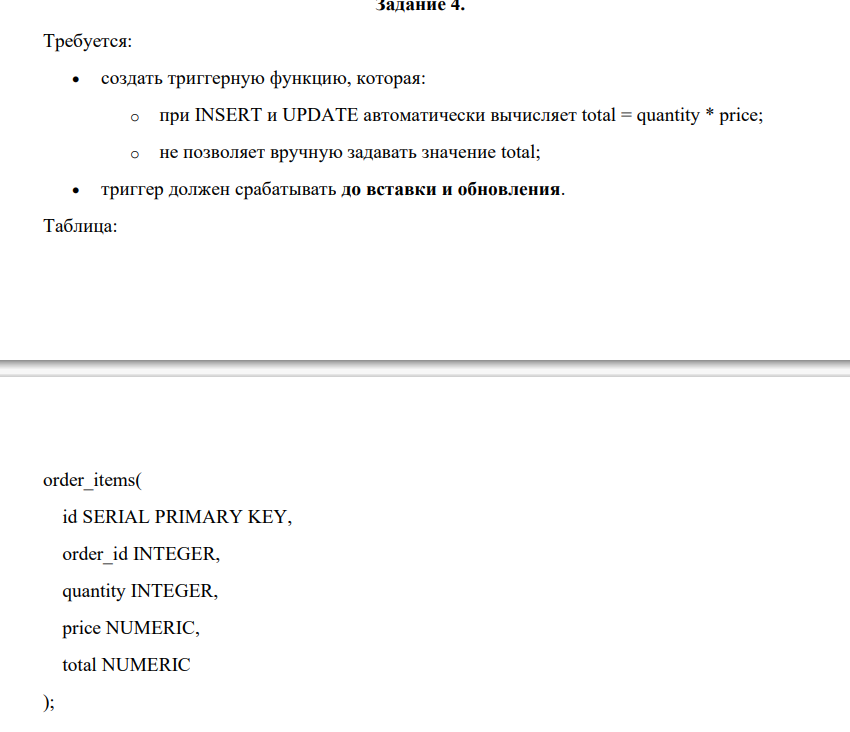 Задание 4.
Требуется:
• создать триггерную функцию, которая:
o при INSERT и UPDATE автоматически вычисляет total = quantity * price;
o не позволяет вручную задавать значение total;
• триггер должен срабатывать до вставки и обновления.
Таблица:
order_items(
id SERIAL PRIMARY KEY,
order_id INTEGER,
quantity INTEGER,
price NUMERIC,
total NUMERIC
);